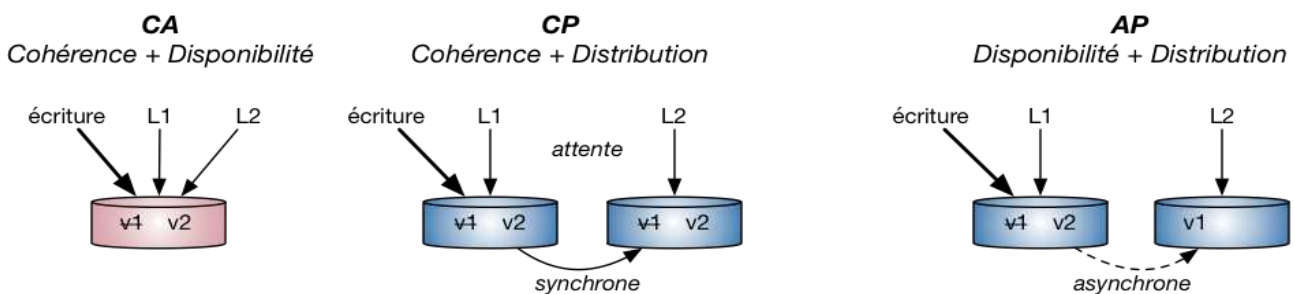 CA
Cohérence + Disponibilité
écriture L1 L2
v1 v2
CP
Cohérence + Distribution
écriture L1 attente L2
v1 v2 v1 v2
synchrone
AP
Disponibilité + Distribution
écriture L1 L2
v1 v2 v1
asynchrone